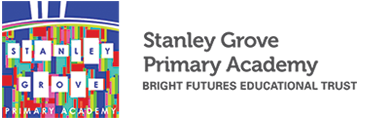 STANLEY
GROVE
PRIMARY ACADEMY
Stanley Grove
Primary Academy
BRIGHT FUTURES EDUCATIONAL TRUST